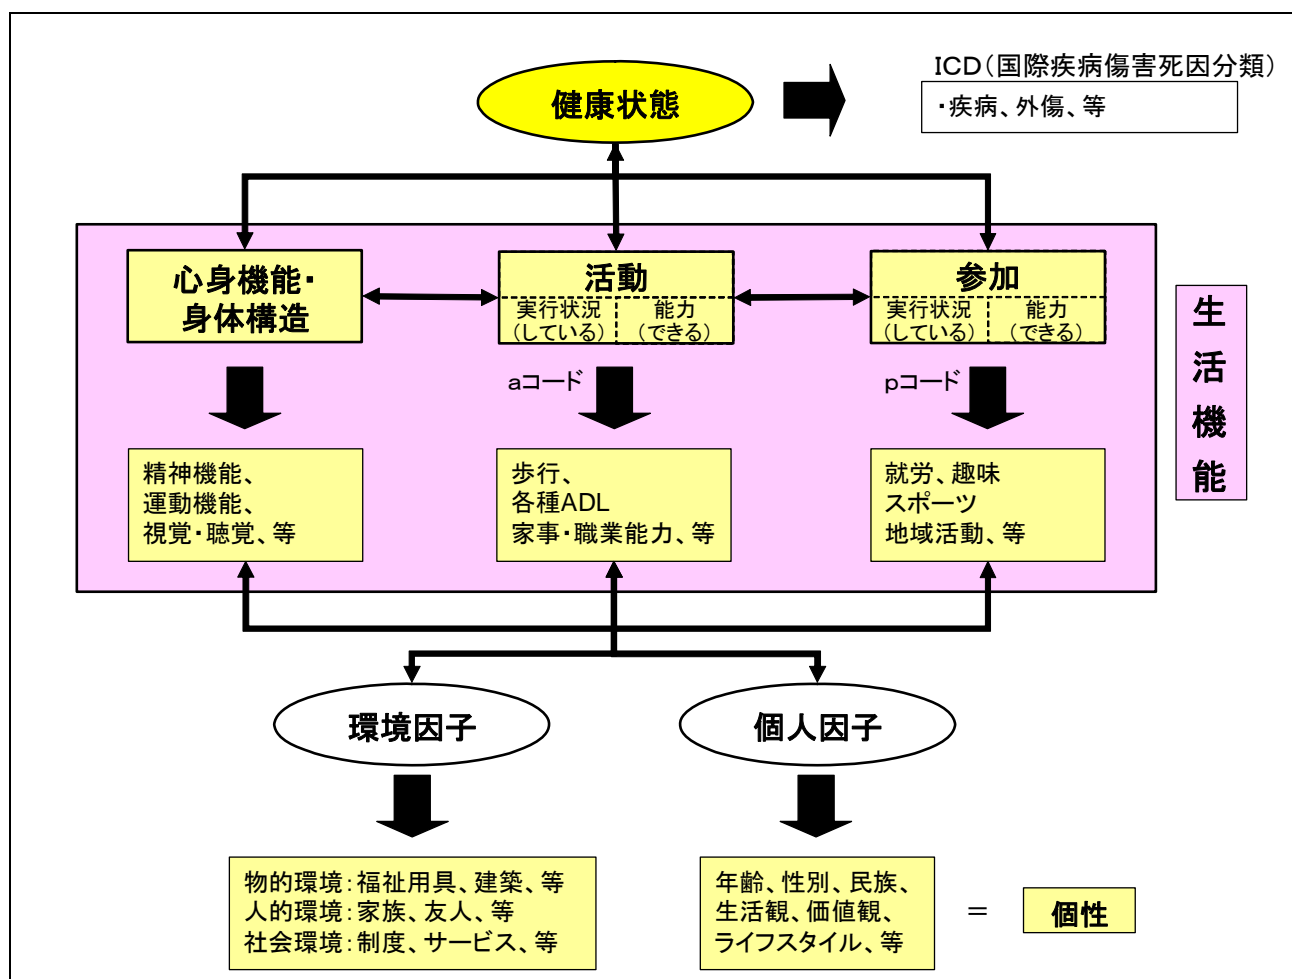 健康状態
ICD(国際疾病傷害死因分類)
・疾病、外傷、等
心身機能・
身体構造
活動
実行状況
(している)
能力
(できる)
参加
実行状況
(している)
能力
(できる)
生活機能
aコード
pコード
精神機能、
運動機能、
視覚・聴覚、等
歩行、
各種ADL
家事・職業能力、等
就労、趣味
スポーツ
地域活動、等
環境因子
個人因子
物的環境:福祉用具、建築、等
人的環境:家族、友人、等
社会環境:制度、サービス、等
年齢、性別、民族、
生活観、価値観、
ライフスタイル、等
=
個性